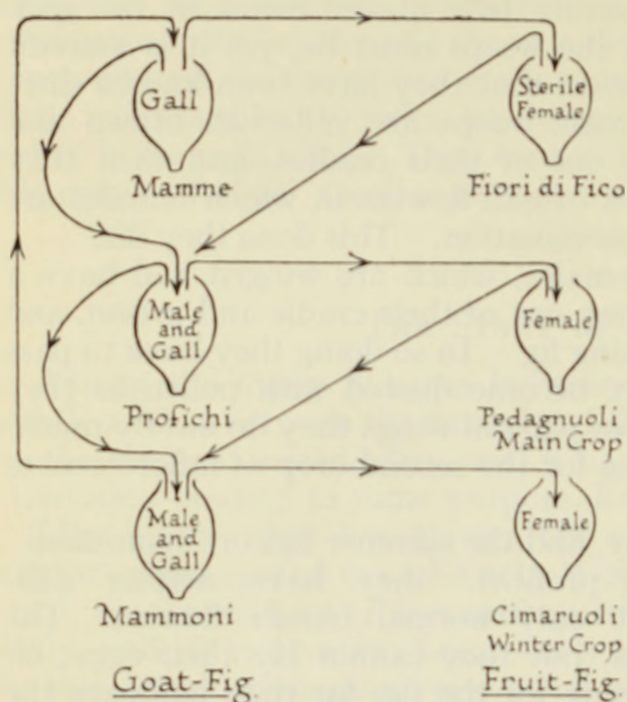 Gall
Mamme
Sterile
Female
Fiori di Fico
Male
and
Gall
Profichi
Female
Pedagnuoli
Main Crop
Male
and
Gall
Mammoni
Female
Cimaruoli
Winter Crop
Goat-Fig.
Fruit-Fig.